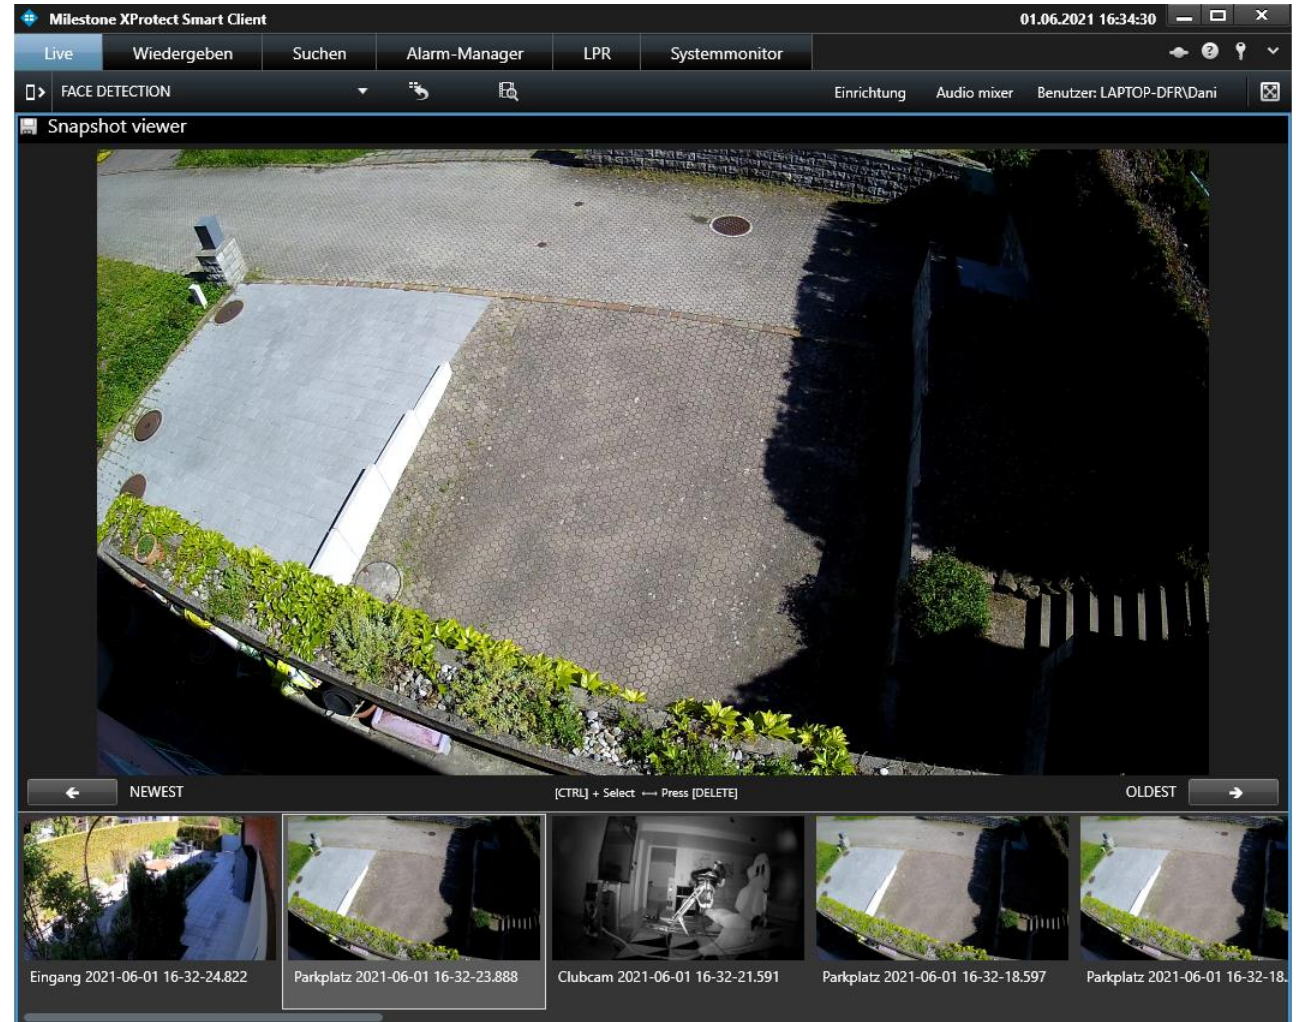 Milestone XProtect Smart Client
01.06.2021 16:34:30
Live Wiedergeben Suchen Alarm-Manager LPR Systemmonitor
FACE DETECTION
Einrichtung Audio mixer Benutzer: LAPTOP-DFR\Dani
Snapshot viewer
NEWEST
[CTRL] + Select ⟷ Press [DELETE]
OLDEST
Eingang 2021-06-01 16-32-24.822
Parkplatz 2021-06-01 16-32-23.888
Clubcam 2021-06-01 16-32-21.591
Parkplatz 2021-06-01 16-32-18.597
Parkplatz 2021-06-01 16-32-18.